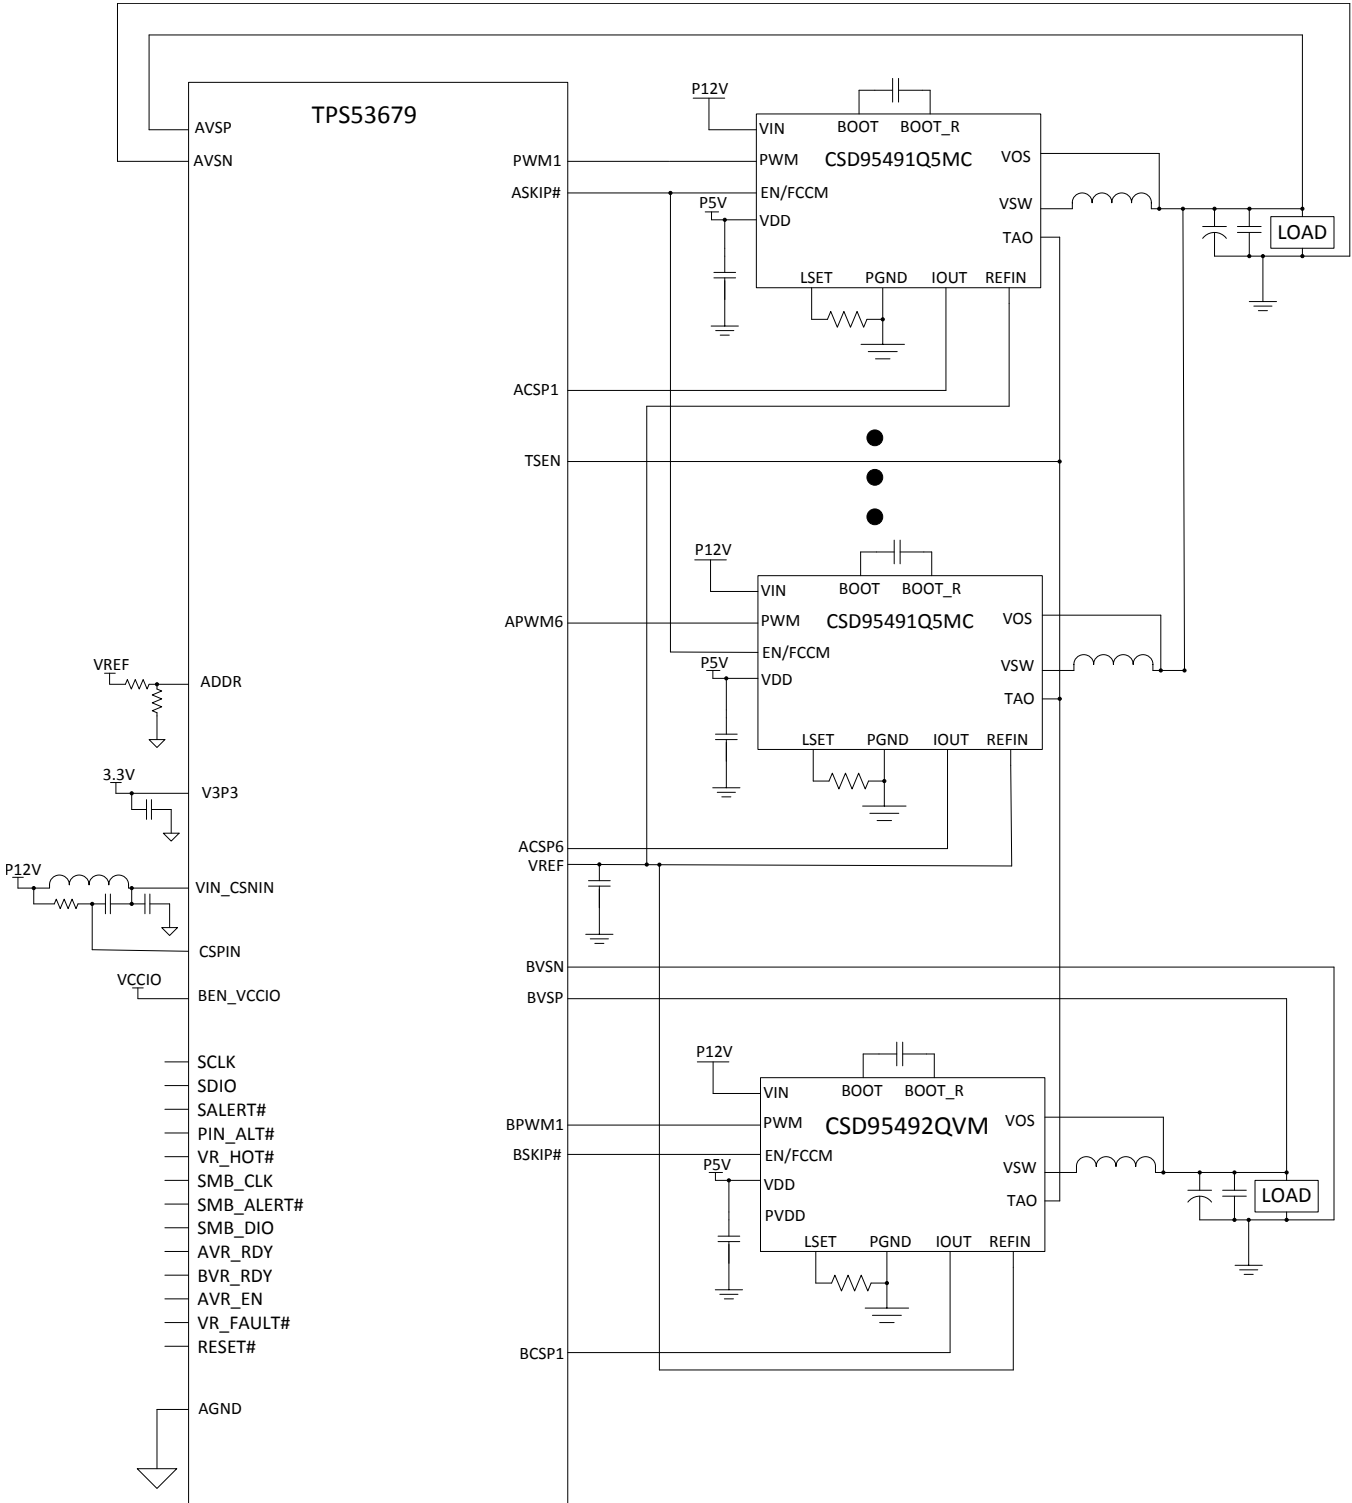 TPS53679
AVSP
AVSN
PWM1
ASKIP#
ACSP1
TSEN
APWM6
ADDR
VREF
V3P3
3.3V
ACSP6
VREF
P12V
VIN_CSNIN
CSPIN
VCCIO
BEN_VCCIO
BVSN
BVSP
SCLK
SDIO
SALERT#
PIN_ALT#
VR_HOT#
SMB_CLK
SMB_ALERT#
SMB_DIO
AVR_RDY
BVR_RDY
AVR_EN
VR_FAULT#
RESET#
AGND
BPWM1
BSKIP#
BCSP1
P12V
VIN
BOOT
BOOT_R
PWM
CSD95491Q5MC
VOS
EN/FCCM
P5V
VDD
VSW
TAO
LSET
PGND
IOUT
REFIN
LOAD
P12V
VIN
BOOT
BOOT_R
PWM
CSD95491Q5MC
VOS
EN/FCCM
P5V
VDD
VSW
TAO
LSET
PGND
IOUT
REFIN
P12V
VIN
BOOT
BOOT_R
PWM
CSD95492QVM
VOS
EN/FCCM
P5V
VDD
PVDD
VSW
TAO
LSET
PGND
IOUT
REFIN
LOAD